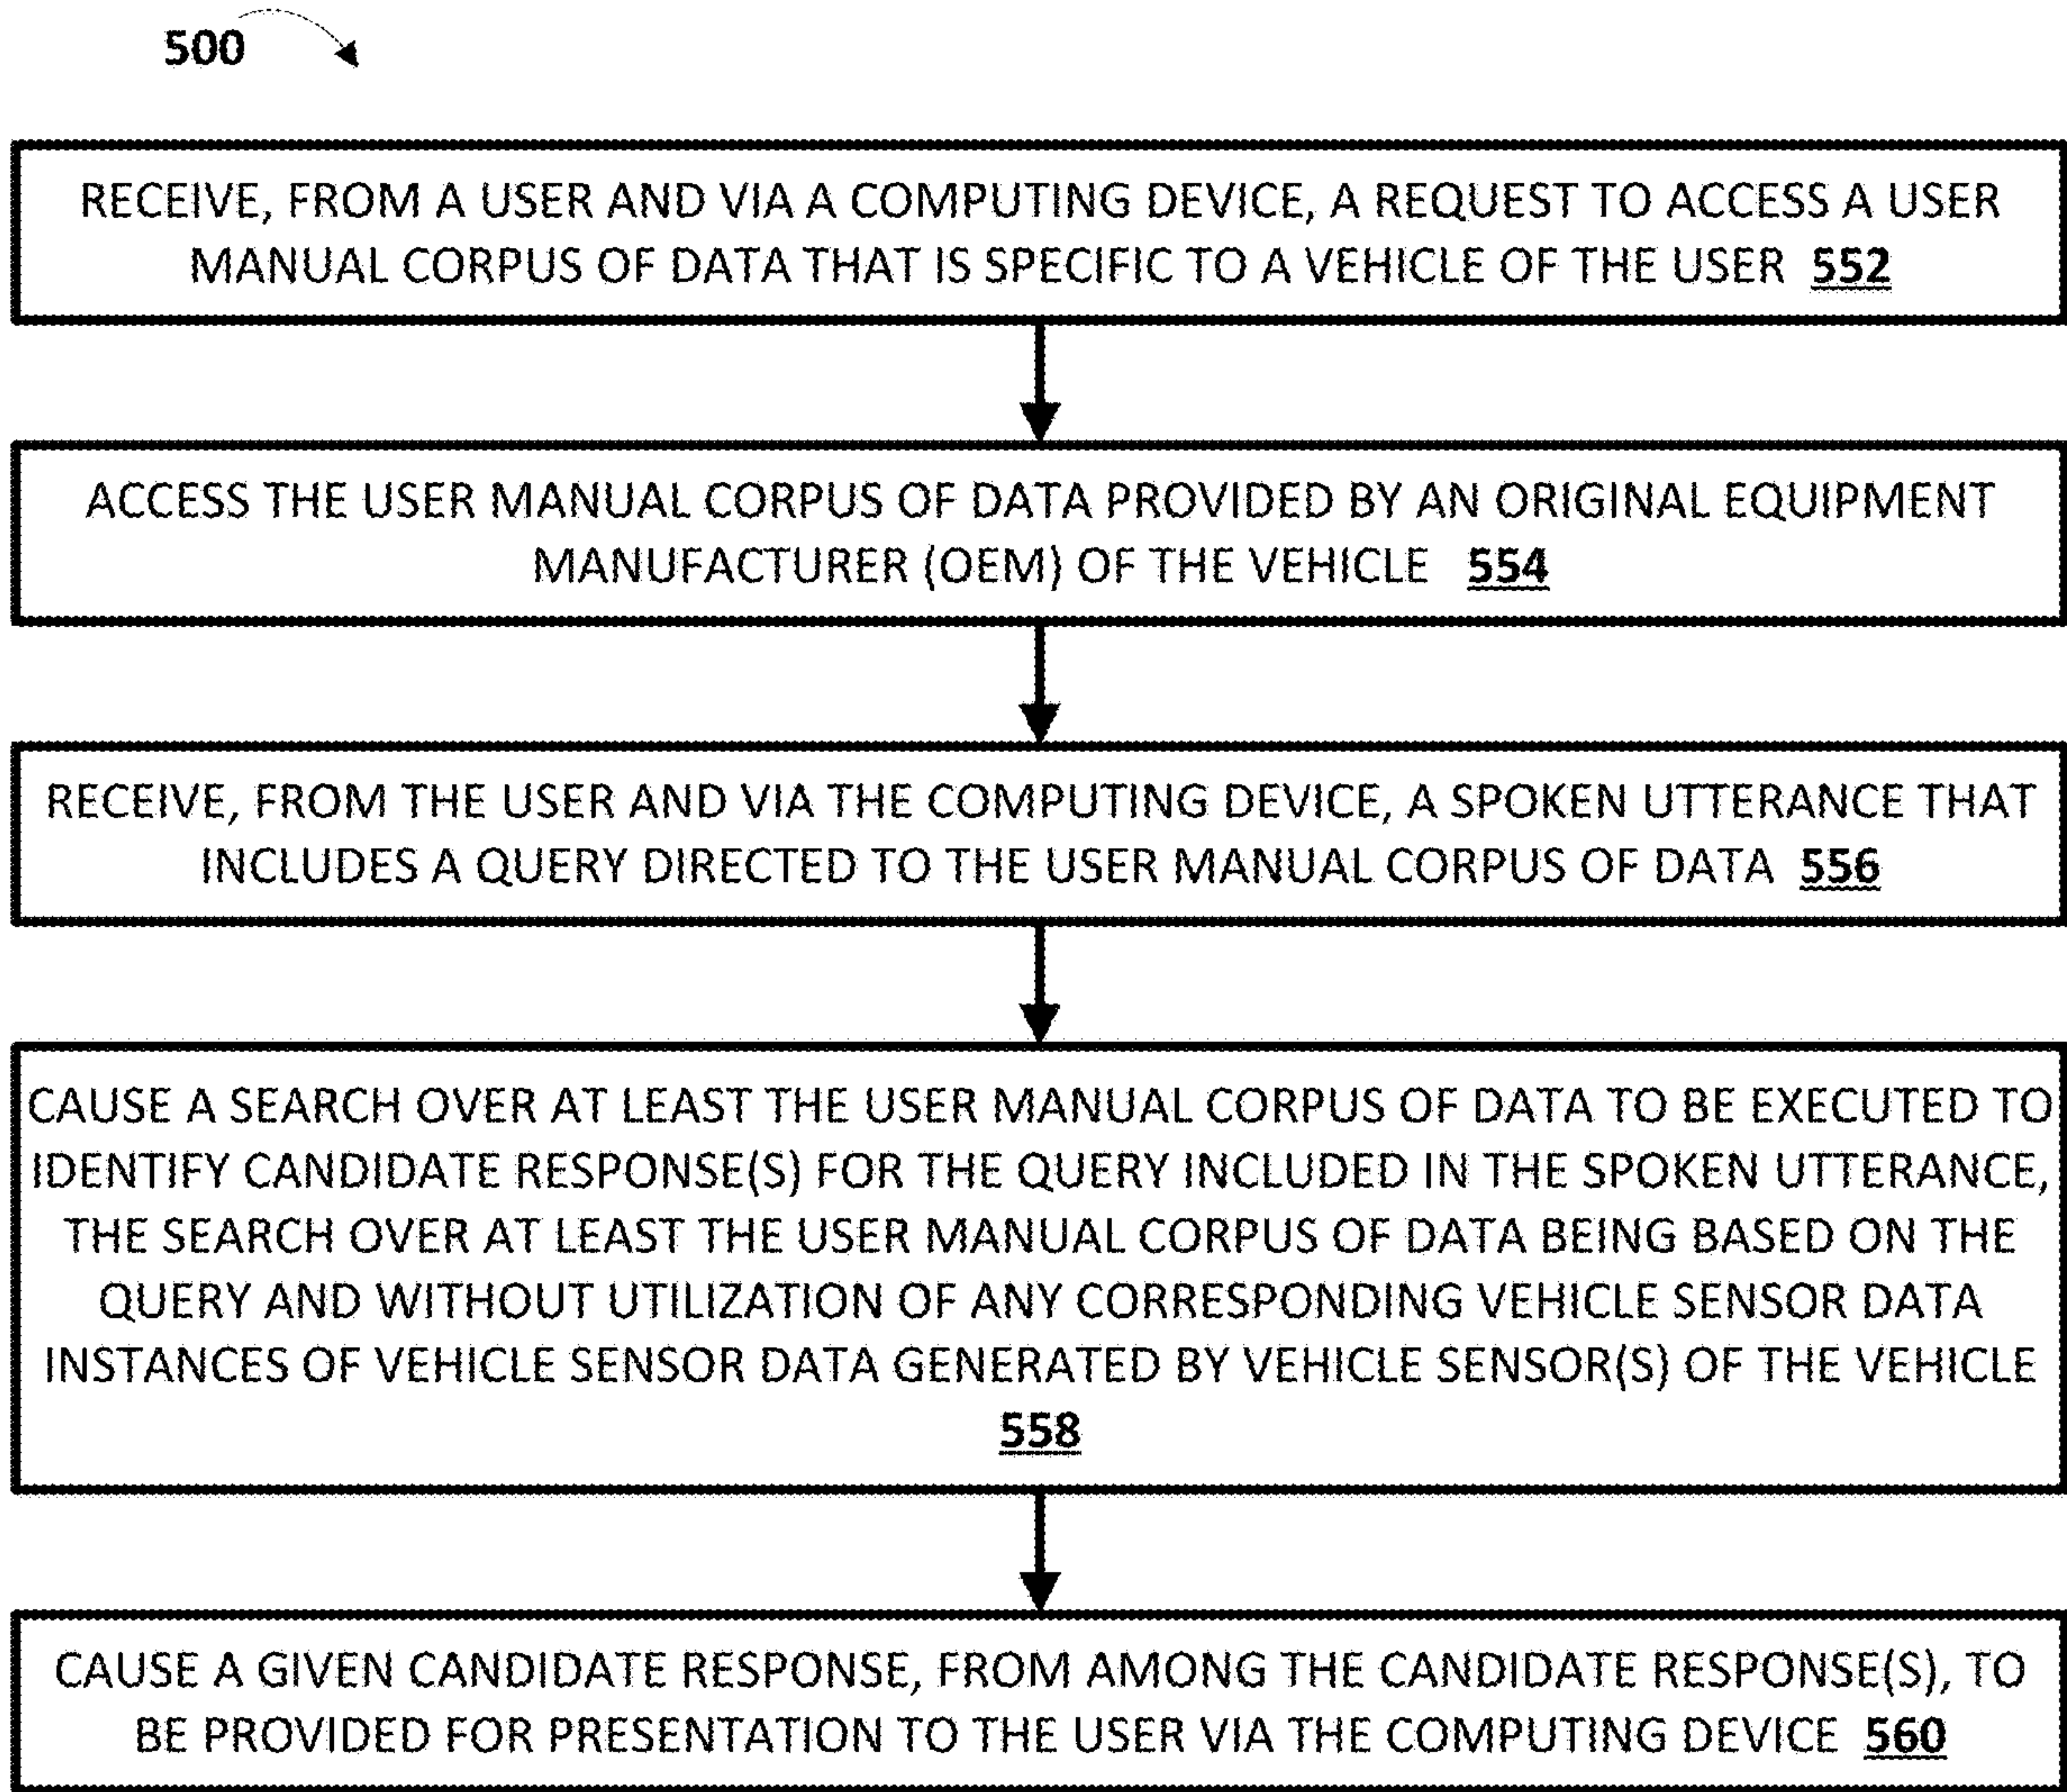 500
RECEIVE, FROM A USER AND VIA A COMPUTING DEVICE, A REQUEST TO ACCESS A USER
MANUAL CORPUS OF DATA THAT IS SPECIFIC TO A VEHICLE OF THE USER 552
ACCESS THE USER MANUAL CORPUS OF DATA PROVIDED BY AN ORIGINAL EQUIPMENT
MANUFACTURER (OEM) OF THE VEHICLE 554
RECEIVE, FROM THE USER AND VIA THE COMPUTING DEVICE, A SPOKEN UTTERANCE THAT
INCLUDES A QUERY DIRECTED TO THE USER MANUAL CORPUS OF DATA 556
CAUSE A SEARCH OVER AT LEAST THE USER MANUAL CORPUS OF DATA TO BE EXECUTED TO
IDENTIFY CANDIDATE RESPONSE(S) FOR THE QUERY INCLUDED IN THE SPOKEN UTTERANCE,
THE SEARCH OVER AT LEAST THE USER MANUAL CORPUS OF DATA BEING BASED ON THE
QUERY AND WITHOUT UTILIZATION OF ANY CORRESPONDING VEHICLE SENSOR DATA
INSTANCES OF VEHICLE SENSOR DATA GENERATED BY VEHICLE SENSOR(S) OF THE VEHICLE
558
CAUSE A GIVEN CANDIDATE RESPONSE, FROM AMONG THE CANDIDATE RESPONSE(S), TO
BE PROVIDED FOR PRESENTATION TO THE USER VIA THE COMPUTING DEVICE 560